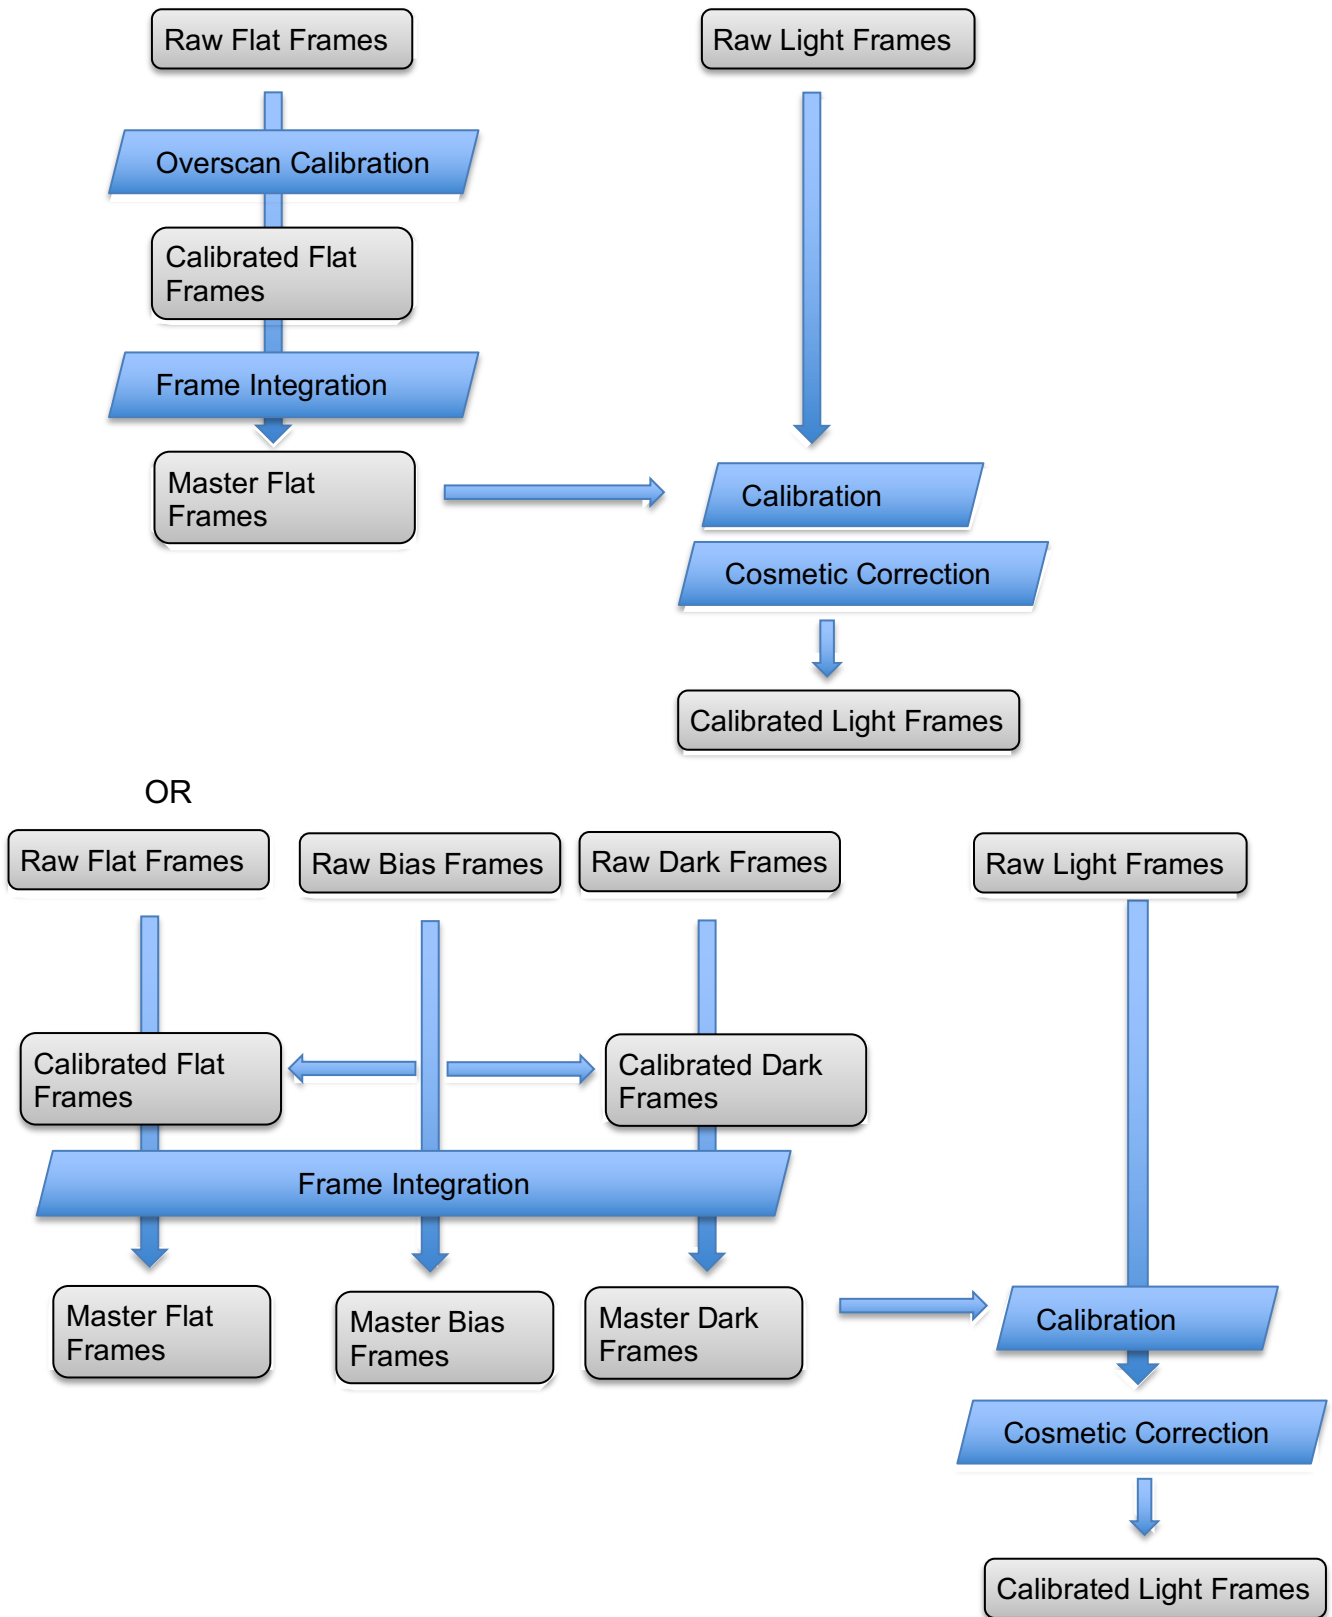 Raw Flat Frames
Raw Light Frames
Overscan Calibration
Calibrated Flat
Frames
Frame Integration
Master Flat
Frames
Calibration
Cosmetic Correction
Calibrated Light Frames
OR
Raw Flat Frames
Raw Bias Frames
Raw Dark Frames
Raw Light Frames
Calibrated Flat
Frames
Calibrated Dark
Frames
Frame Integration
Master Flat
Frames
Master Bias
Frames
Master Dark
Frames
Calibration
Cosmetic Correction
Calibrated Light Frames